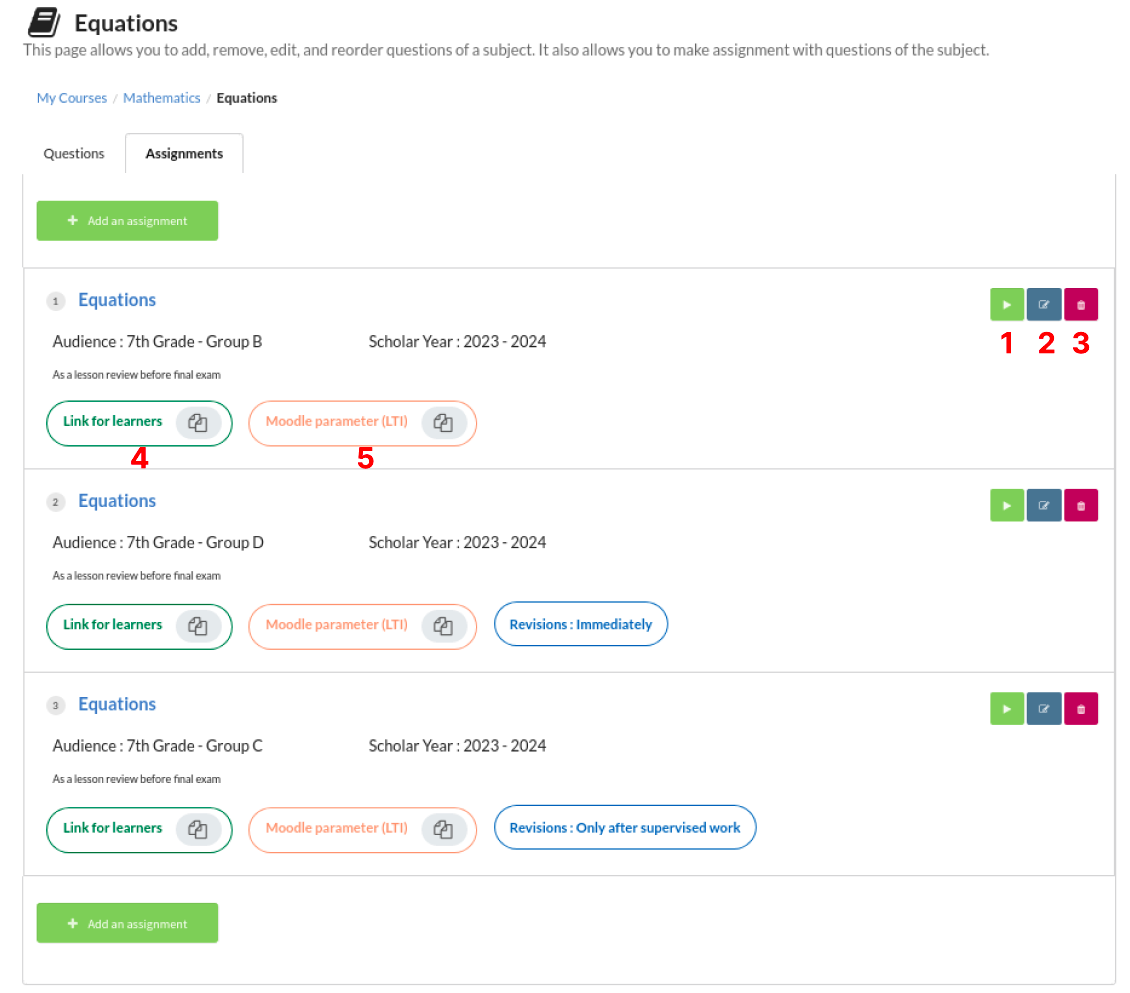 Equations
This page allows you to add, remove, edit, and reorder questions of a subject. It also allows you to make assignment with questions of the subject.
My Courses / Mathematics / Equations
Questions Assignments
+ Add an assignment
1 Equations
Audience : 7th Grade - Group B Scholar Year : 2023 - 2024
1 2 3
As a lesson review before final exam
Link for learners Moodle parameter (LTI)
4 5
2 Equations
Audience : 7th Grade - Group D Scholar Year : 2023 - 2024
As a lesson review before final exam
Link for learners Moodle parameter (LTI) Revisions : Immediately
3 Equations
Audience : 7th Grade - Group C Scholar Year : 2023 - 2024
As a lesson review before final exam
Link for learners Moodle parameter (LTI) Revisions : Only after supervised work
+ Add an assignment